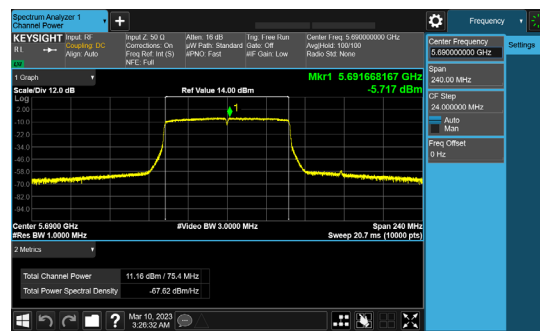 Spectrum Analyzer 1
Channel Power
Frequency
KEYSIGHT
RL
Input: RF
Coupling: DC
Align: Auto
Input Z: 50 Ω
Corrections: On
Freq Ref: Int (S)
NFE: Full
Atten: 16 dB
µW Path: Standard
#PNO: Fast
Trig: Free Run
Gate: Off
#IF Gain: Low
Center Freq: 5.690000000 GHz
Avg|Hold: 100/100
Radio Std: None
1 Graph
Scale/Div 12.0 dB
Ref Value 14.00 dBm
Mkr1 5.691668167 GHz
-5.717 dBm
Log
2.00
-10.0
-22.0
-34.0
-46.0
-58.0
-70.0
-82.0
-94.0
1
Center 5.6900 GHz
#Res BW 1.0000 MHz
#Video BW 3.0000 MHz
Span 240 MHz
Sweep 20.7 ms (10000 pts)
2 Metrics
Total Channel Power 11.16 dBm / 75.4 MHz
Total Power Spectral Density -67.62 dBm/Hz
Mar 10, 2023
3:26:32 AM
Center Frequency
5.690000000 GHz
Settings
Span
240.00 MHz
CF Step
24.000000 MHz
Auto
Man
Freq Offset
0 Hz